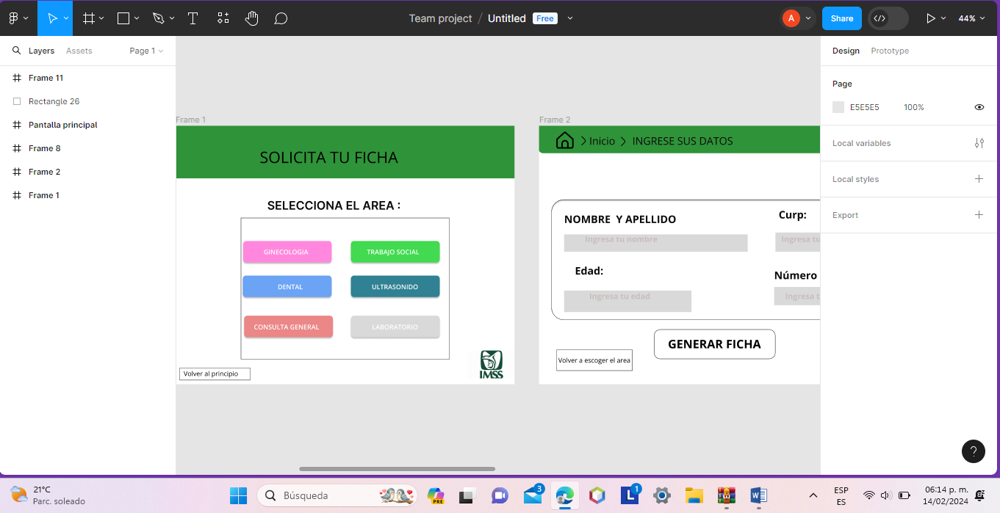 Team project / Untitled Free
A Share 44%
Layers Assets Page 1
Design Prototype
Frame 11
Rectangle 26
Pantalla principal
Frame 8
Frame 2
Frame 1
Frame 1
SOLICITA TU FICHA
SELECCIONA EL AREA :
GINECOLOGIA TRABAJO SOCIAL
DENTAL ULTRASONIDO
CONSULTA GENERAL LABORATORIO
Volver al principio
IMSS
Frame 2
Inicio > INGRESE SUS DATOS
NOMBRE Y APELLIDO Curp:
Ingresa tu nombre Ingresa tu
Edad: Número
Ingresa tu edad Ingresa t
GENERAR FICHA
Volver a escoger el area
Page
E5E5E5 100%
Local variables
Local styles
Export
?
21°C
Parc. soleado
Búsqueda
PRE
3
L 1
W
ESP
ES
06:14 p. m.
14/02/2024